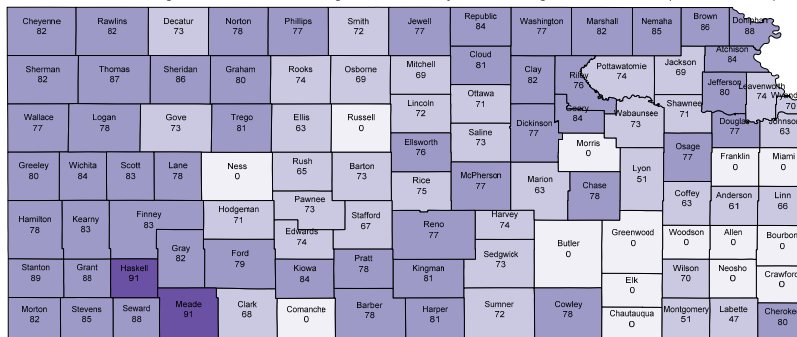 Cheyenne
82
Rawlins
82
Decatur
73
Norton
78
Phillips
77
Smith
72
Jewell
77
Republic
84
Washington
77
Marshall
82
Nemaha
85
Brown
86
Doniphan
88
Sherman
82
Thomas
87
Sheridan
86
Graham
80
Rooks
74
Osborne
69
Mitchell
69
Cloud
81
Clay
82
Riley
76
Pottawatomie
74
Jackson
69
Atchison
84
Jefferson
80
Leavenworth
74
Wyand
70
Wallace
77
Logan
78
Gove
73
Trego
81
Ellis
63
Russell
0
Lincoln
72
Ottawa
71
Saline
73
Dickinson
77
Geary
84
Wabaunsee
73
Shawnee
71
Douglas
77
Johnson
63
Greeley
80
Wichita
84
Scott
83
Lane
78
Ness
0
Rush
65
Barton
73
Ellsworth
76
Rice
75
McPherson
77
Marion
63
Morris
0
Chase
78
Lyon
51
Osage
77
Franklin
0
Miami
0
Hamilton
78
Kearny
83
Finney
83
Hodgeman
71
Pawnee
73
Stafford
67
Edwards
74
Reno
77
Harvey
74
Butler
0
Greenwood
0
Coffey
63
Anderson
61
Linn
66
Woodson
0
Allen
0
Bourbon
0
Stanton
89
Grant
88
Haskell
91
Gray
82
Ford
79
Kiowa
84
Pratt
78
Kingman
81
Sedgwick
73
Elk
0
Wilson
70
Neosho
0
Crawford
0
Morton
82
Stevens
85
Seward
88
Meade
91
Clark
68
Comanche
0
Barber
78
Harper
81
Sumner
72
Cowley
78
Chautauqua
0
Montgomery
51
Labette
47
Cheroke
80